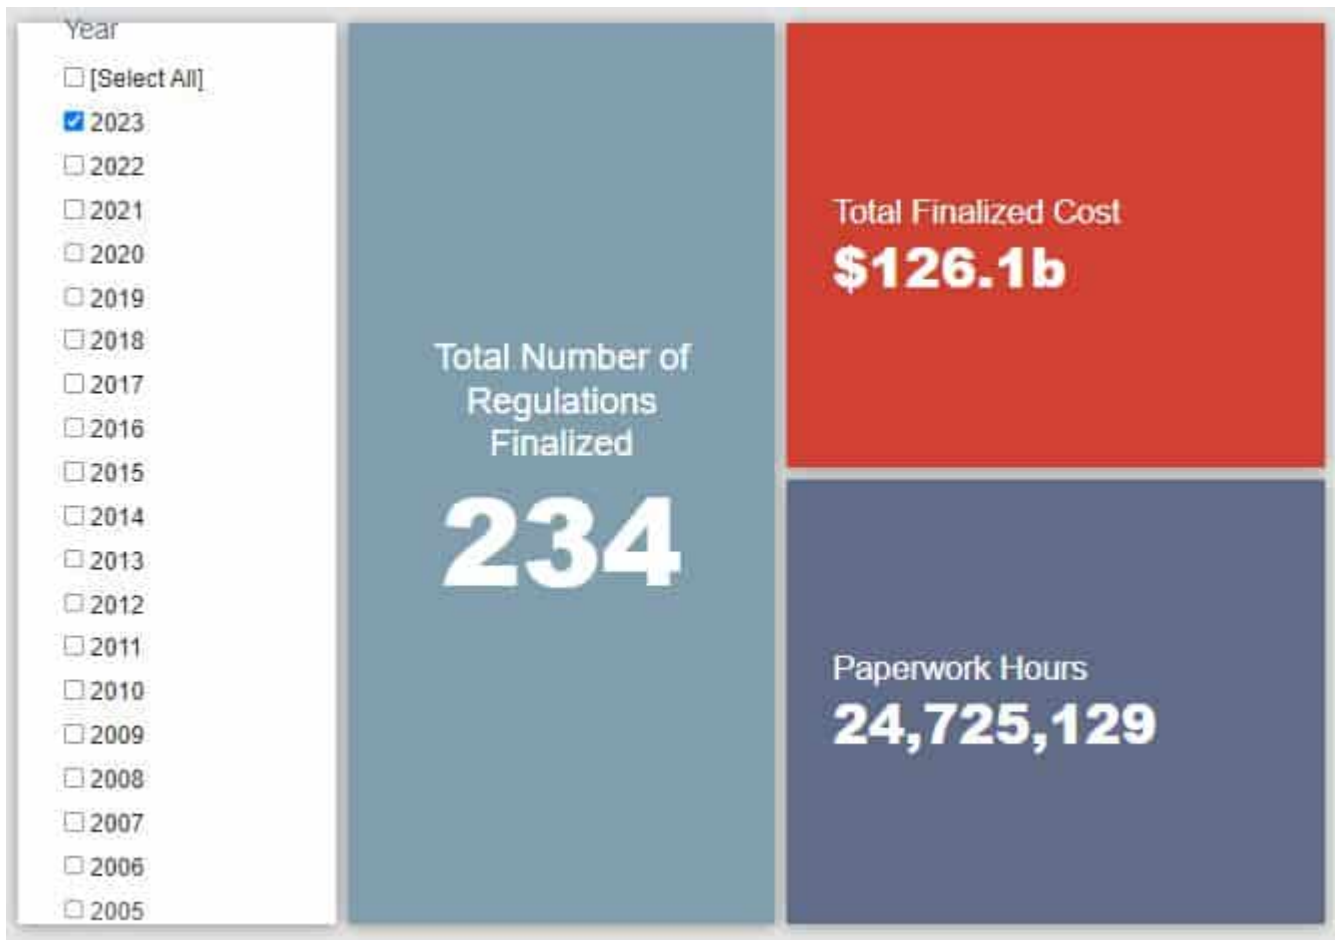 Year
[Select All]
2023
2022
2021
2020
2019
2018
2017
2016
2015
2014
2013
2012
2011
2010
2009
2008
2007
2006
2005
Total Number of
Regulations
Finalized
234
Total Finalized Cost
$126.1b
Paperwork Hours
24,725,129